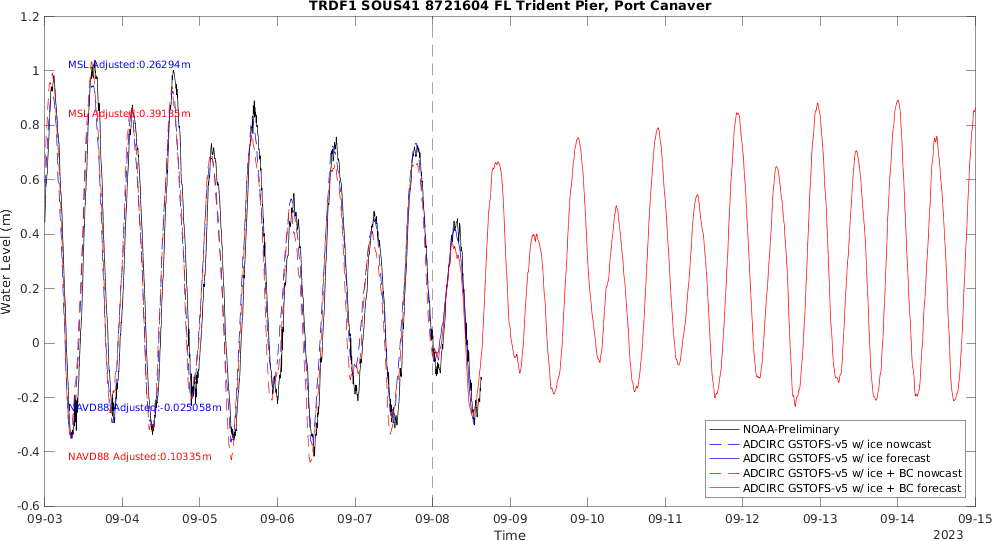 TRDF1 SOUS41 8721604 FL Trident Pier, Port Canaver
1.2
1
0.8
0.6
0.4
0.2
0
-0.2
-0.4
-0.6
Water Level (m)
MSL Adjusted:0.26294m
MSL Adjusted:0.39135m
NAVD88 Adjusted:-0.025058m
NAVD88 Adjusted:0.10335m
NOAA-Preliminary
ADCIRC GSTOFS-v5 w/ ice nowcast
ADCIRC GSTOFS-v5 w/ ice forecast
ADCIRC GSTOFS-v5 w/ ice + BC nowcast
ADCIRC GSTOFS-v5 w/ ice + BC forecast
09-03 09-04 09-05 09-06 09-07 09-08 09-09 09-10 09-11 09-12 09-13 09-14 09-15
Time
2023